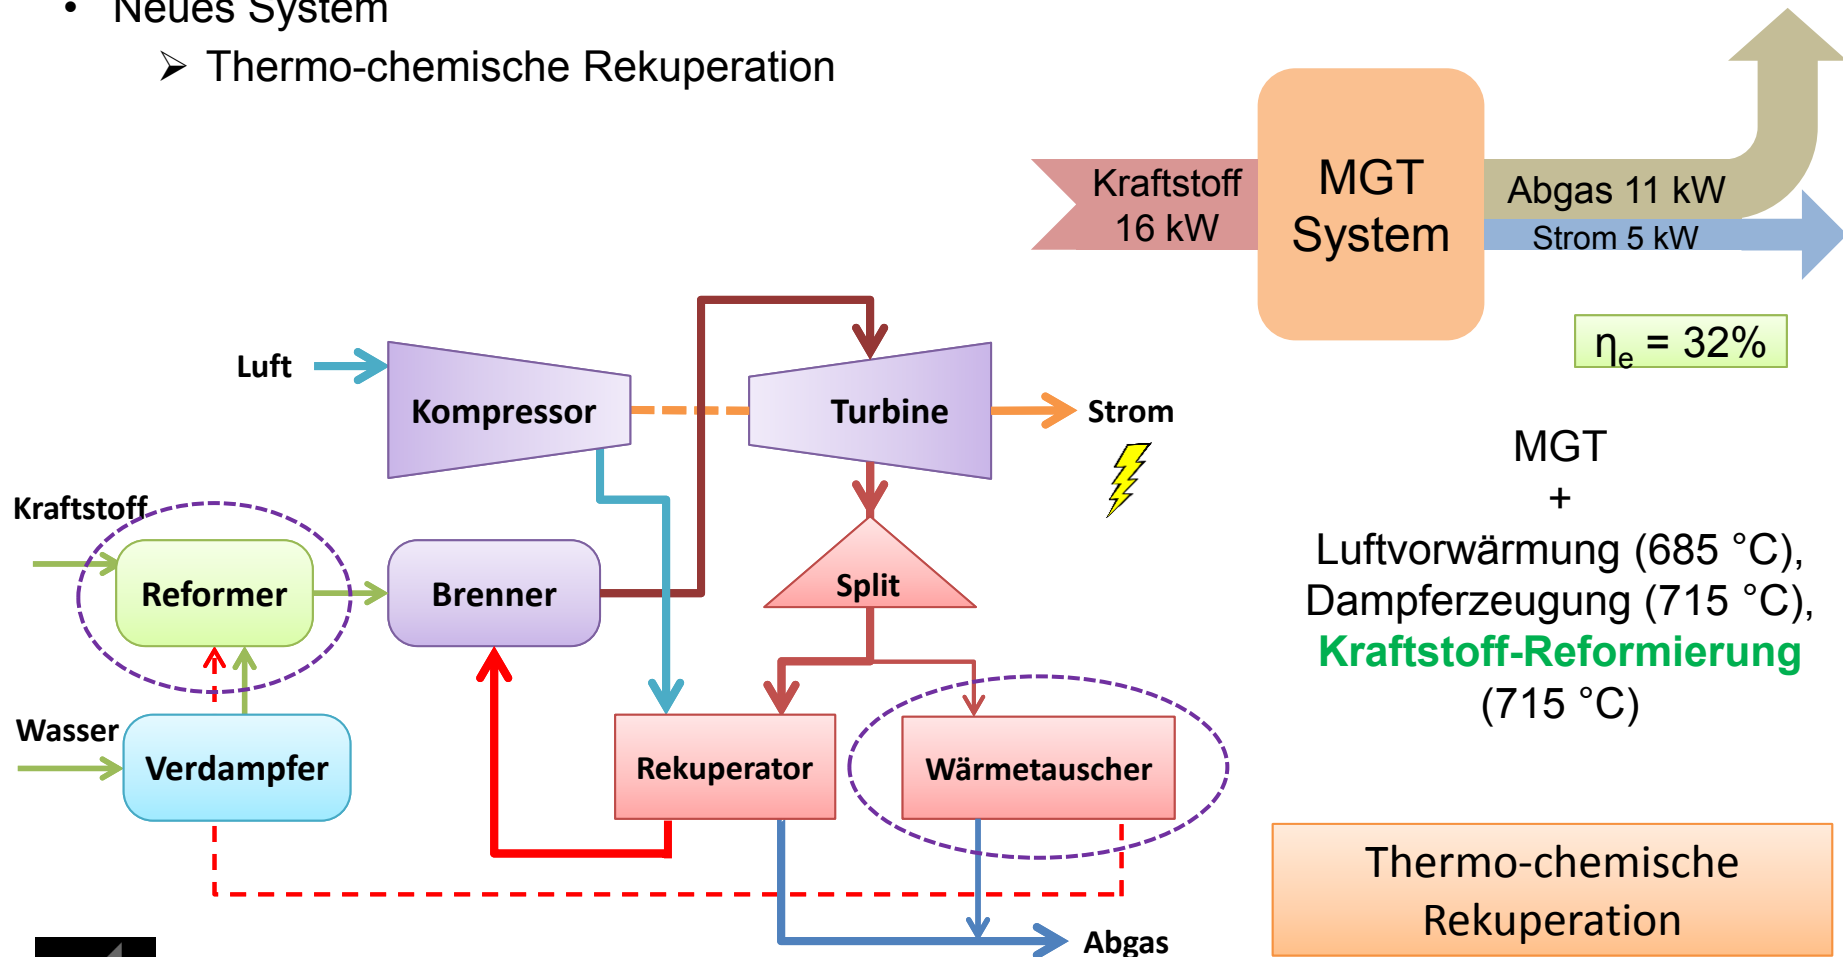 • Neues System
➢ Thermo-chemische Rekuperation
Kraftstoff
16 kW
MGT
System
Abgas 11 kW
Strom 5 kW
ηe = 32%
Luft
Kompressor
Turbine
Strom
Kraftstoff
Reformer
Brenner
Split
Wasser
Verdampfer
Rekuperator
Wärmetauscher
Abgas
MGT
+
Luftvorwärmung (685 °C),
Dampferzeugung (715 °C),
Kraftstoff-Reformierung
(715 °C)
Thermo-chemische
Rekuperation